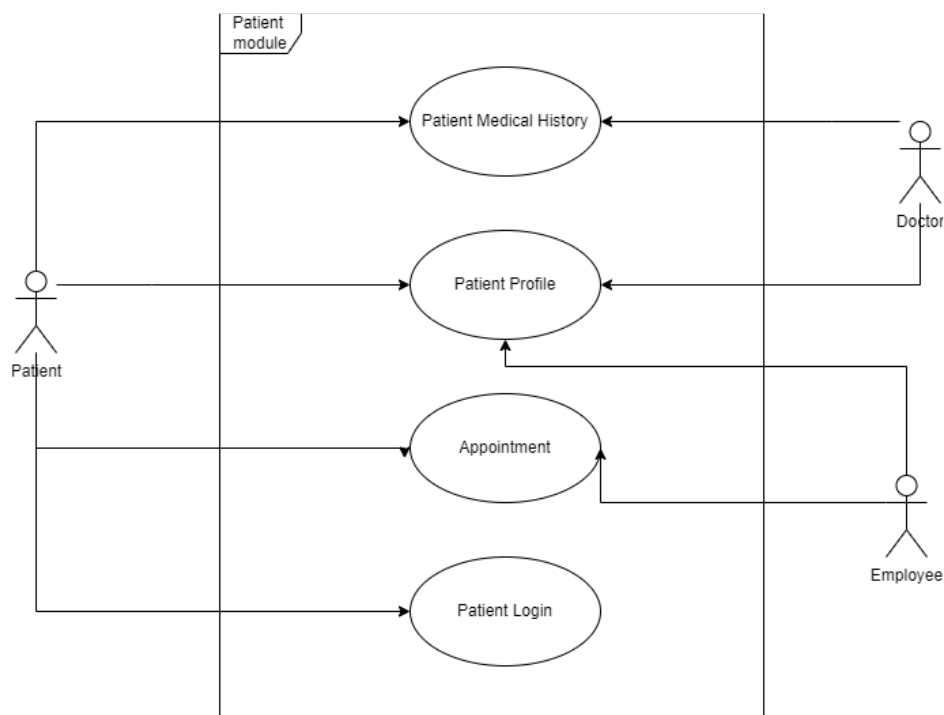 Patient
module
Patient Medical History
Doctor
Patient Profile
Patient
Appointment
Employee
Patient Login